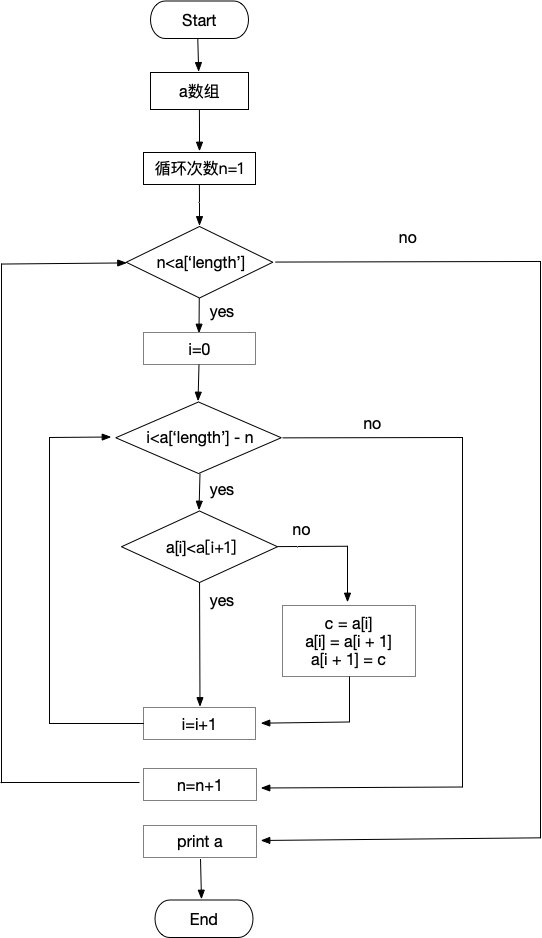 Start
a数组
循环次数n=1
no
n<a[‘length’]
yes
i=0
no
i<a[‘length’] - n
yes
no
a[i]<a[i+1]
yes
c = a[i]
a[i] = a[i + 1]
a[i + 1] = c
i=i+1
n=n+1
print a
End